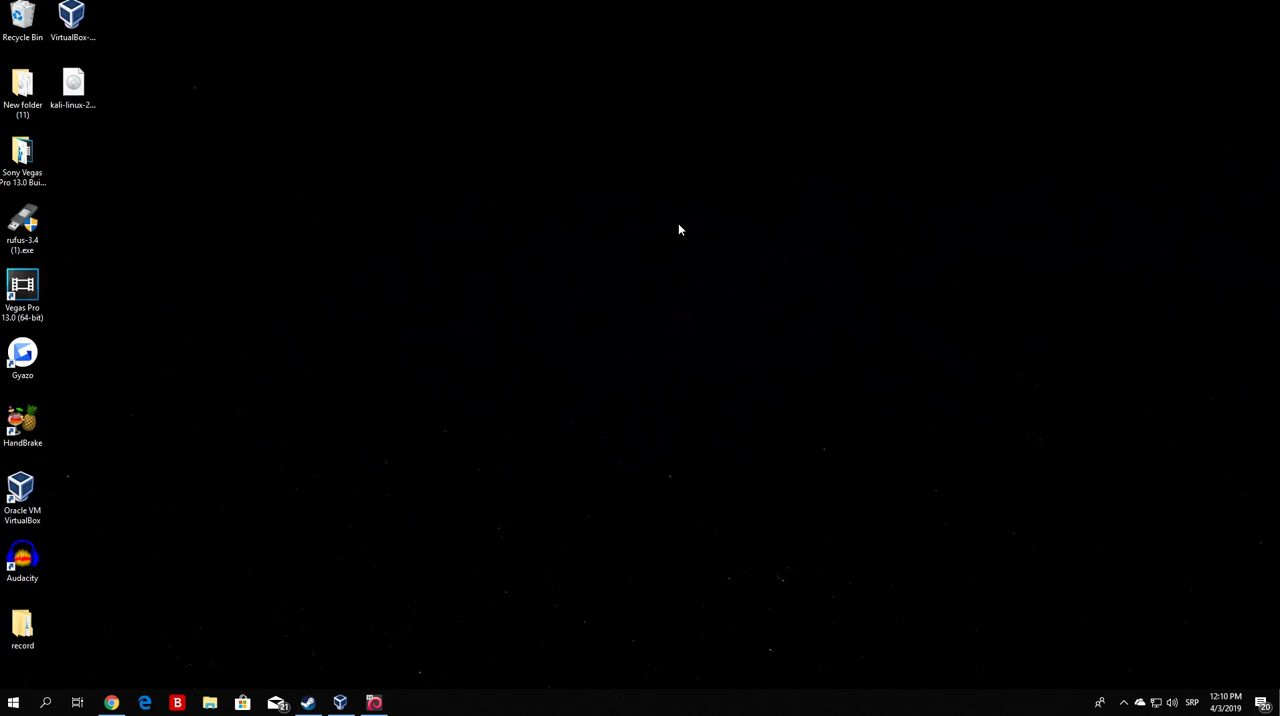 Recycle Bin
VirtualBox-...
New folder
(11)
kali-linux-2...
Sony Vegas
Pro 13.0 Bui...
rufus-3.4
(1).exe
Vegas Pro
13.0 (64-bit)
Gyazo
HandBrake
Oracle VM
VirtualBox
Audacity
record
B
21
SRP
12:10 PM
4/3/2019
20